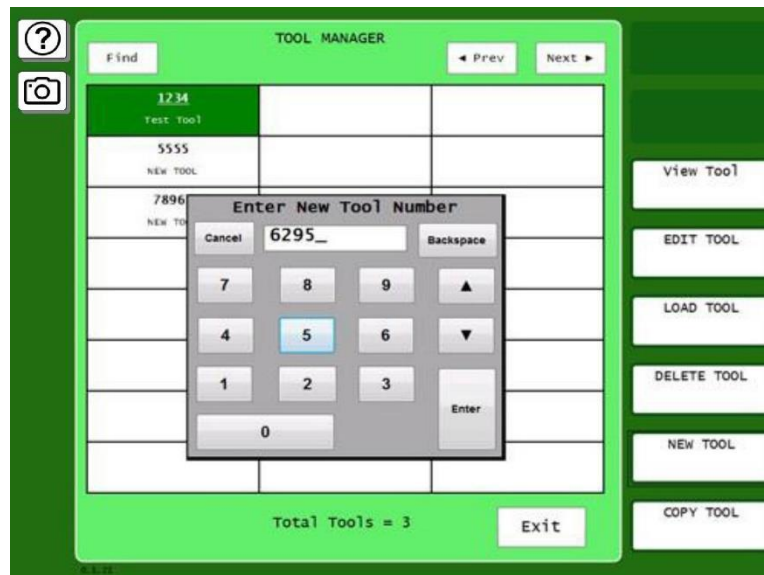 TOOL MANAGER
Find
◄ Prev
Next ►
1234
Test Tool
5555
NEW TOOL
7896
NEW TO
View Tool
EDIT TOOL
LOAD TOOL
DELETE TOOL
NEW TOOL
COPY TOOL
Enter New Tool Number
Cancel
6295_
Backspace
7 8 9 ▲
4 5 6 ▼
1 2 3
Enter
0
Total Tools = 3
Exit